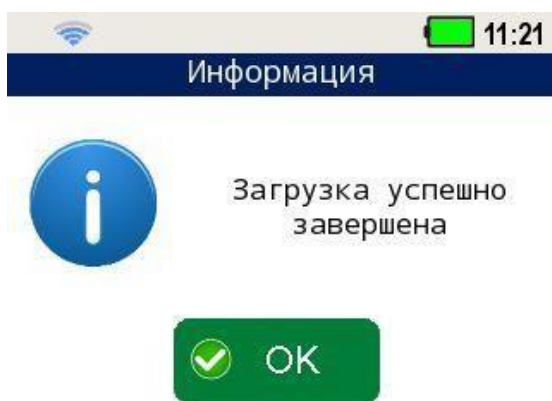 11:21
Информация
Загрузка успешно
завершена
OK